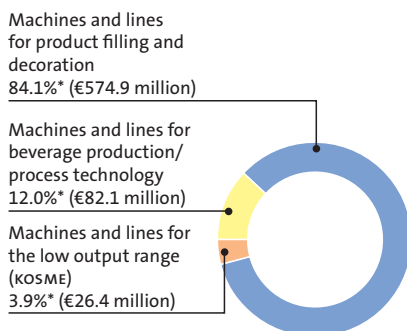 Machines and lines
for product filling and
decoration
84.1%* (€574.9 million)
Machines and lines for
beverage production/
process technology
12.0%* (€82.1 million)
Machines and lines for
the low output range
(KOSME)
3.9%* (€26.4 million)